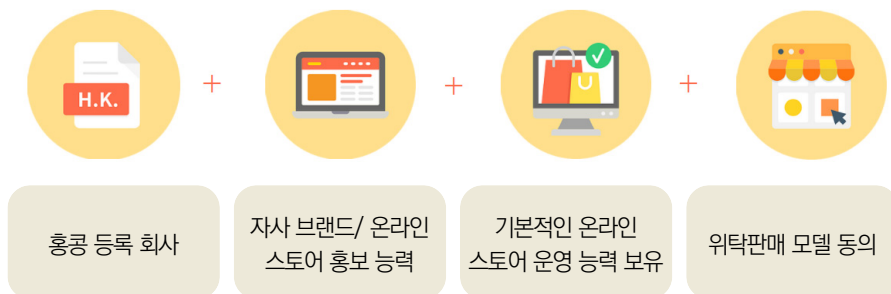 H.K.
홍콩 등록 회사
자사 브랜드/ 온라인
스토어 홍보 능력
기본적인 온라인
스토어 운영 능력 보유
위탁판매 모델 동의